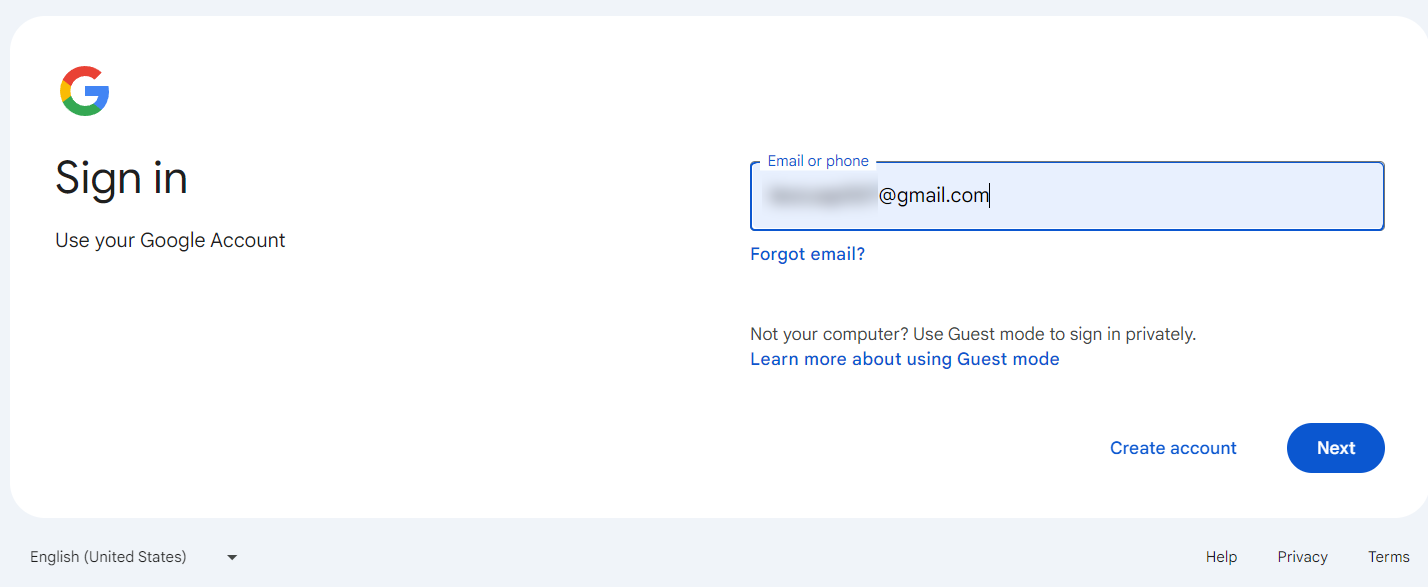 Sign in
Use your Google Account
Email or phone
@gmail.com
Forgot email?
Not your computer? Use Guest mode to sign in privately.
Learn more about using Guest mode
Create account
Next
English (United States)
Help
Privacy
Terms